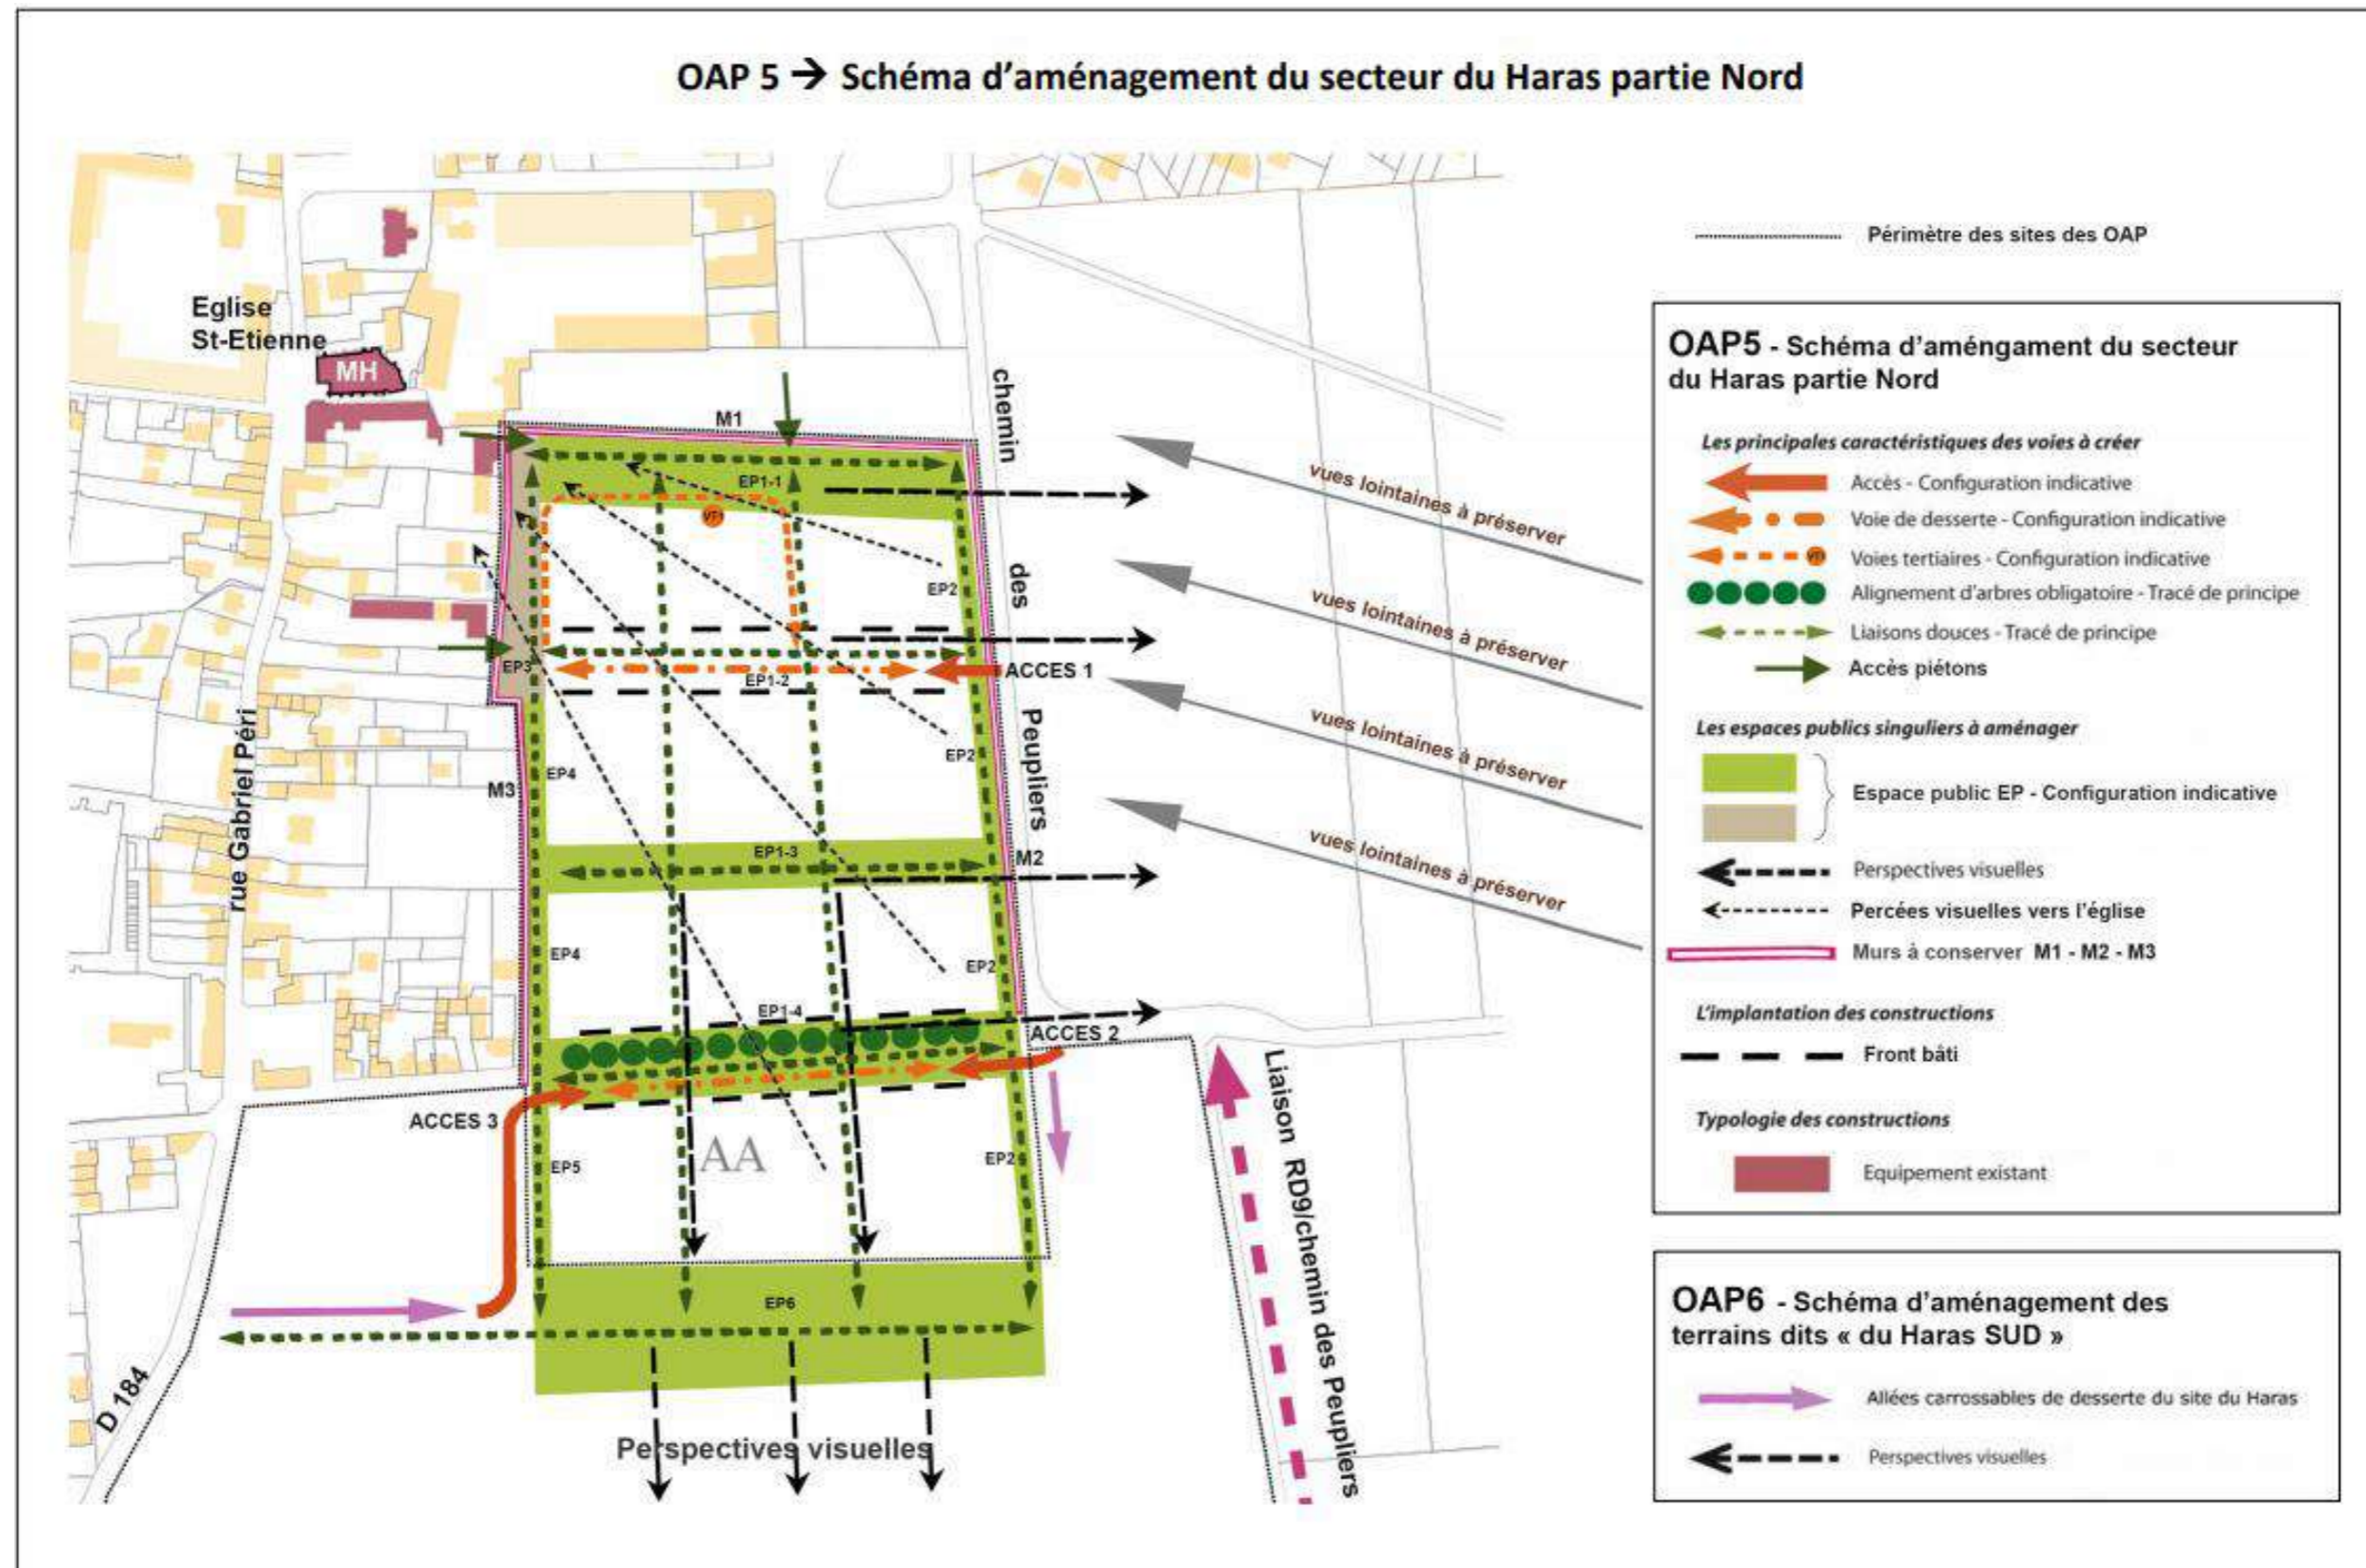 OAP 5 → Schéma d’aménagement du secteur du Haras partie Nord
Eglise
St-Etienne
MH
M1
chemin
des
Peupliers
EP1-1
VT1
EP2
EP3
EP1-2
ACCES 1
EP2
EP4
M3
rue Gabriel Péri
EP1-3
M2
EP4
EP2
EP1-4
ACCES 2
ACCES 3
AA
EP5
EP2
EP6
D 184
Perspectives visuelles
Liaison RD9/chemin des Peupliers
vues lointaines à préserver
vues lointaines à préserver
vues lointaines à préserver
vues lointaines à préserver
Périmètre des sites des OAP
OAP5 - Schéma d’améngament du secteur
du Haras partie Nord
Les principales caractéristiques des voies à créer
Accès - Configuration indicative
Voie de desserte - Configuration indicative
Voies tertiaires - Configuration indicative
Alignement d’arbres obligatoire - Tracé de principe
Liaisons douces - Tracé de principe
Accès piétons
Les espaces publics singuliers à aménager
Espace public EP - Configuration indicative
Perspectives visuelles
Percées visuelles vers l’église
Murs à conserver M1 - M2 - M3
L’implantation des constructions
Front bâti
Typologie des constructions
Equipement existant
OAP6 - Schéma d’aménagement des
terrains dits « du Haras SUD »
Allées carrossables de desserte du site du Haras
Perspectives visuelles